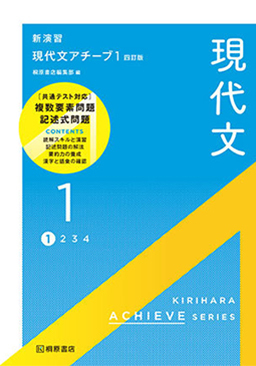 新演習
現代文アチーブ1 四訂版
桐原書店編集部 編
現代文
[共通テスト対応]
複数要素問題
記述式問題
CONTENTS
読解スキルと演習
記述問題の解法
要約力の養成
漢字と語彙の確認
1
1 2 3 4
KIRIHARA
ACHIEVE SERIES
桐原書店